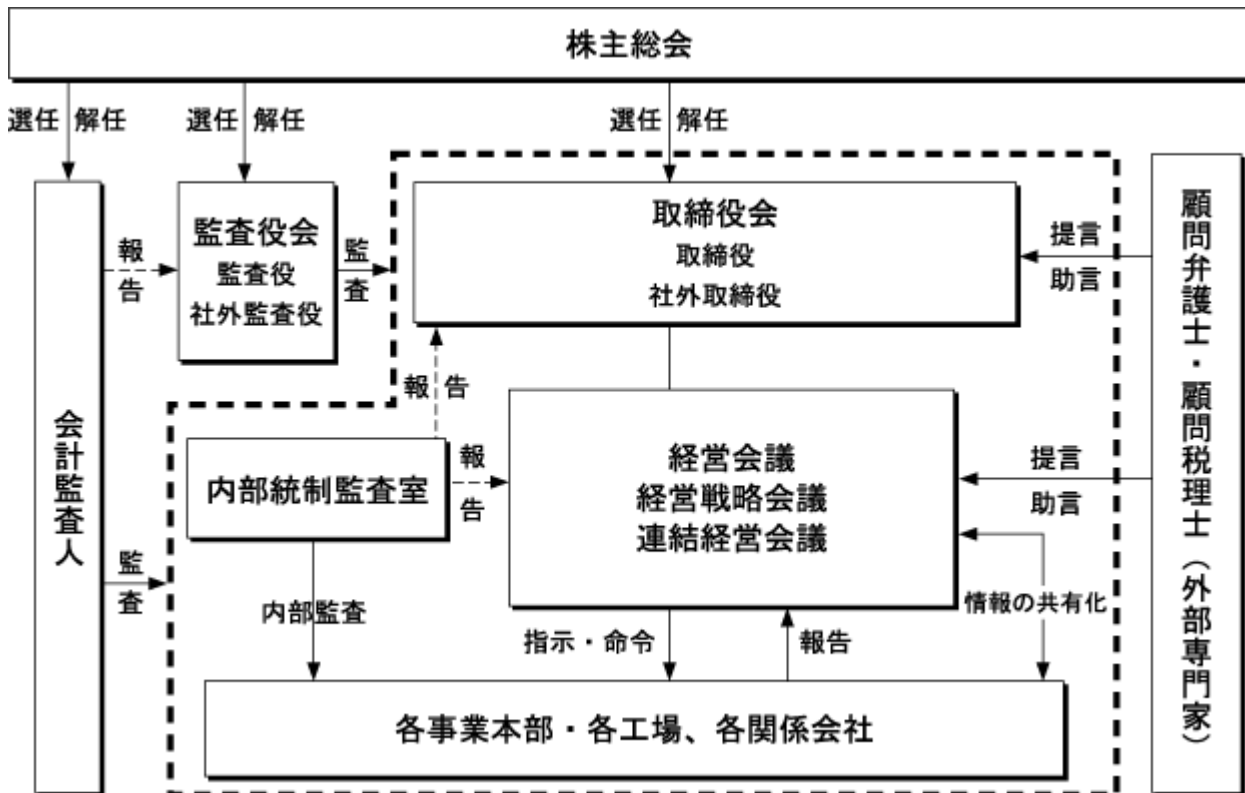 株主総会
選任 解任
選任 解任
選任 解任
会計監査人
報告
監査役会
監査役
社外監査役
監査
取締役会
取締役
社外取締役
提言
助言
顧問弁護士・顧問税理士（外部専門家）
報告
内部統制監査室
報告
経営会議
経営戦略会議
連結経営会議
提言
助言
監査
内部監査
指示・命令
報告
情報の共有化
各事業本部・各工場、各関係会社